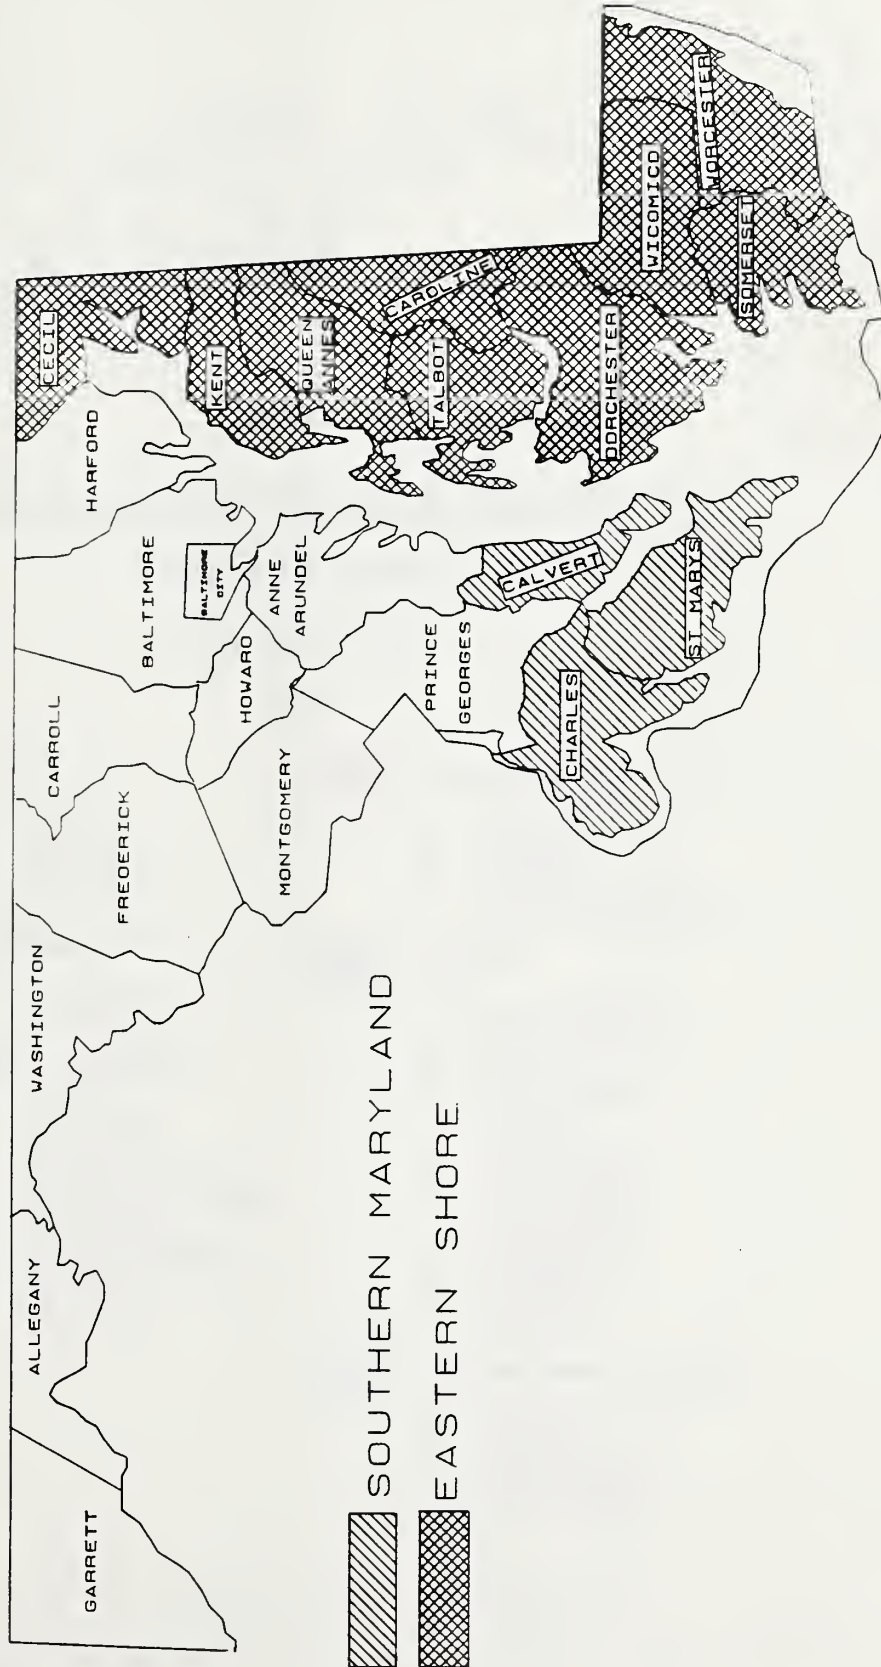 GARRETT
ALLEGANY
WASHINGTON
FREDERICK
CARROLL
BALTIMORE
HARFORD
CECIL
BALTIMORE
CITY
HOWARD
MONTGOMERY
ANNE
ARUNDEL
PRINCE
GEORGES
KENT
QUEEN
ANNES
CAROLINE
TALBOT
CALVERT
CHARLES
ST MARYS
DORCHESTER
WICOMICO
WORCESTER
SOMERSET
SOUTHERN MARYLAND
EASTERN SHORE